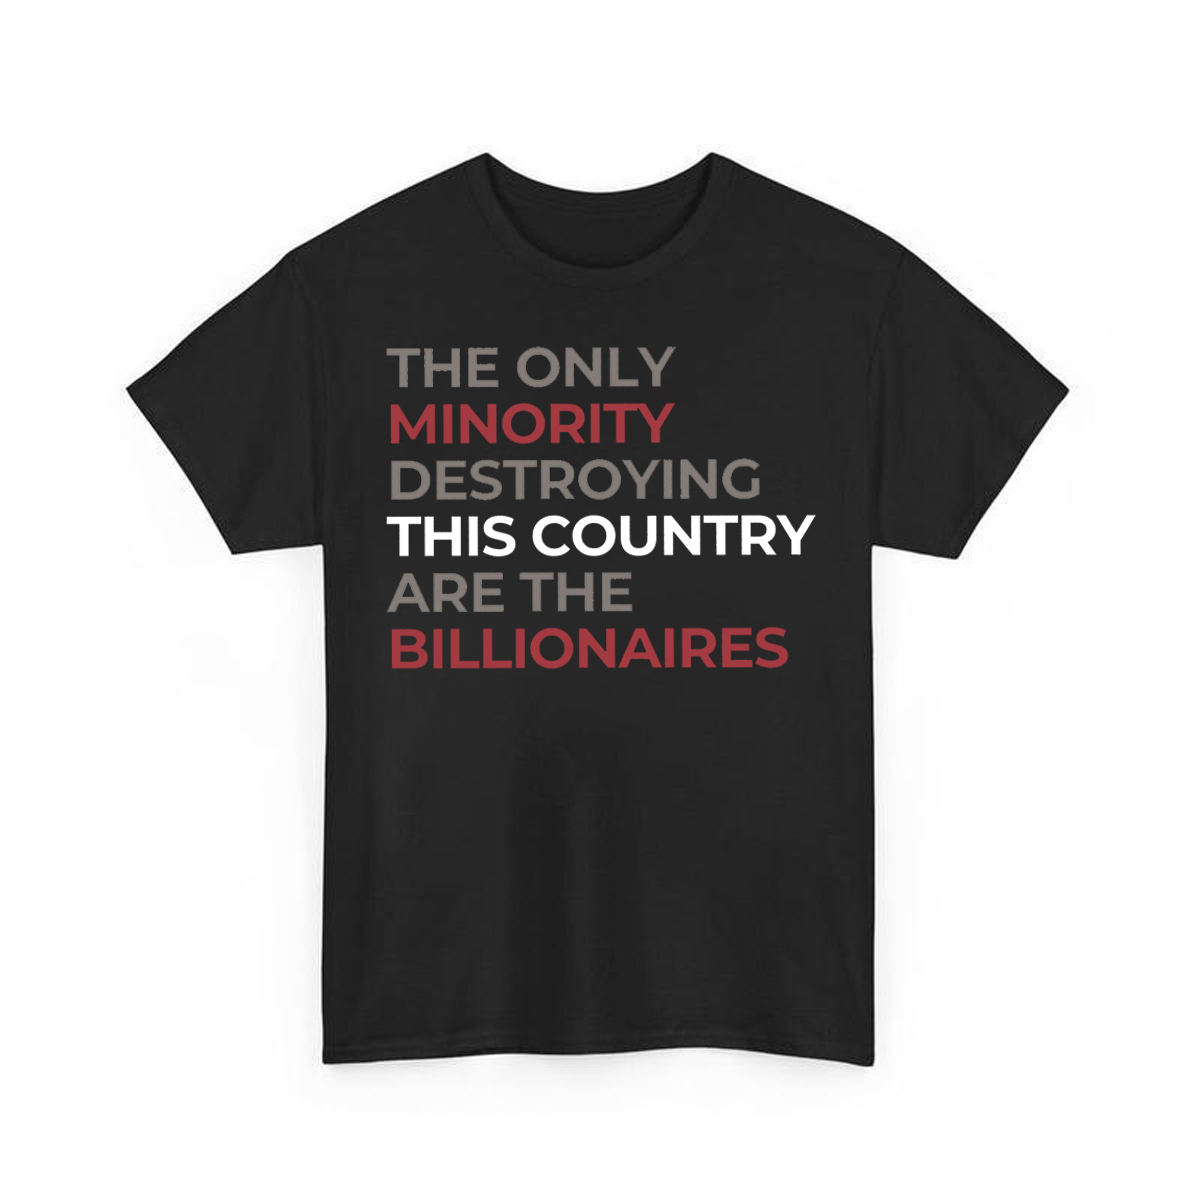 THE ONLY
MINORITY
DESTROYING
THIS COUNTRY
ARE THE
BILLIONAIRES